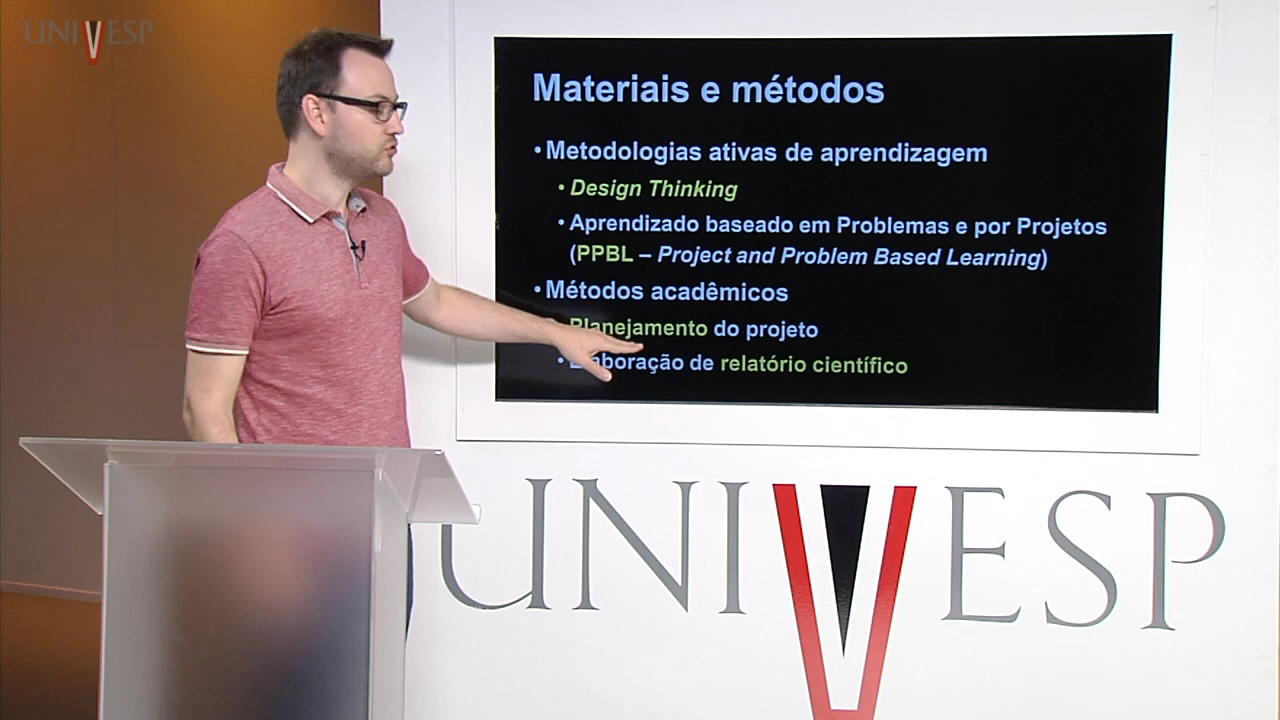 UNIVESP
Materiais e métodos
• Metodologias ativas de aprendizagem
• Design Thinking
• Aprendizado baseado em Problemas e por Projetos
(PPBL – Project and Problem Based Learning)
• Métodos acadêmicos
Planejamento do projeto
• Elaboração de relatório científico
UNIVESP